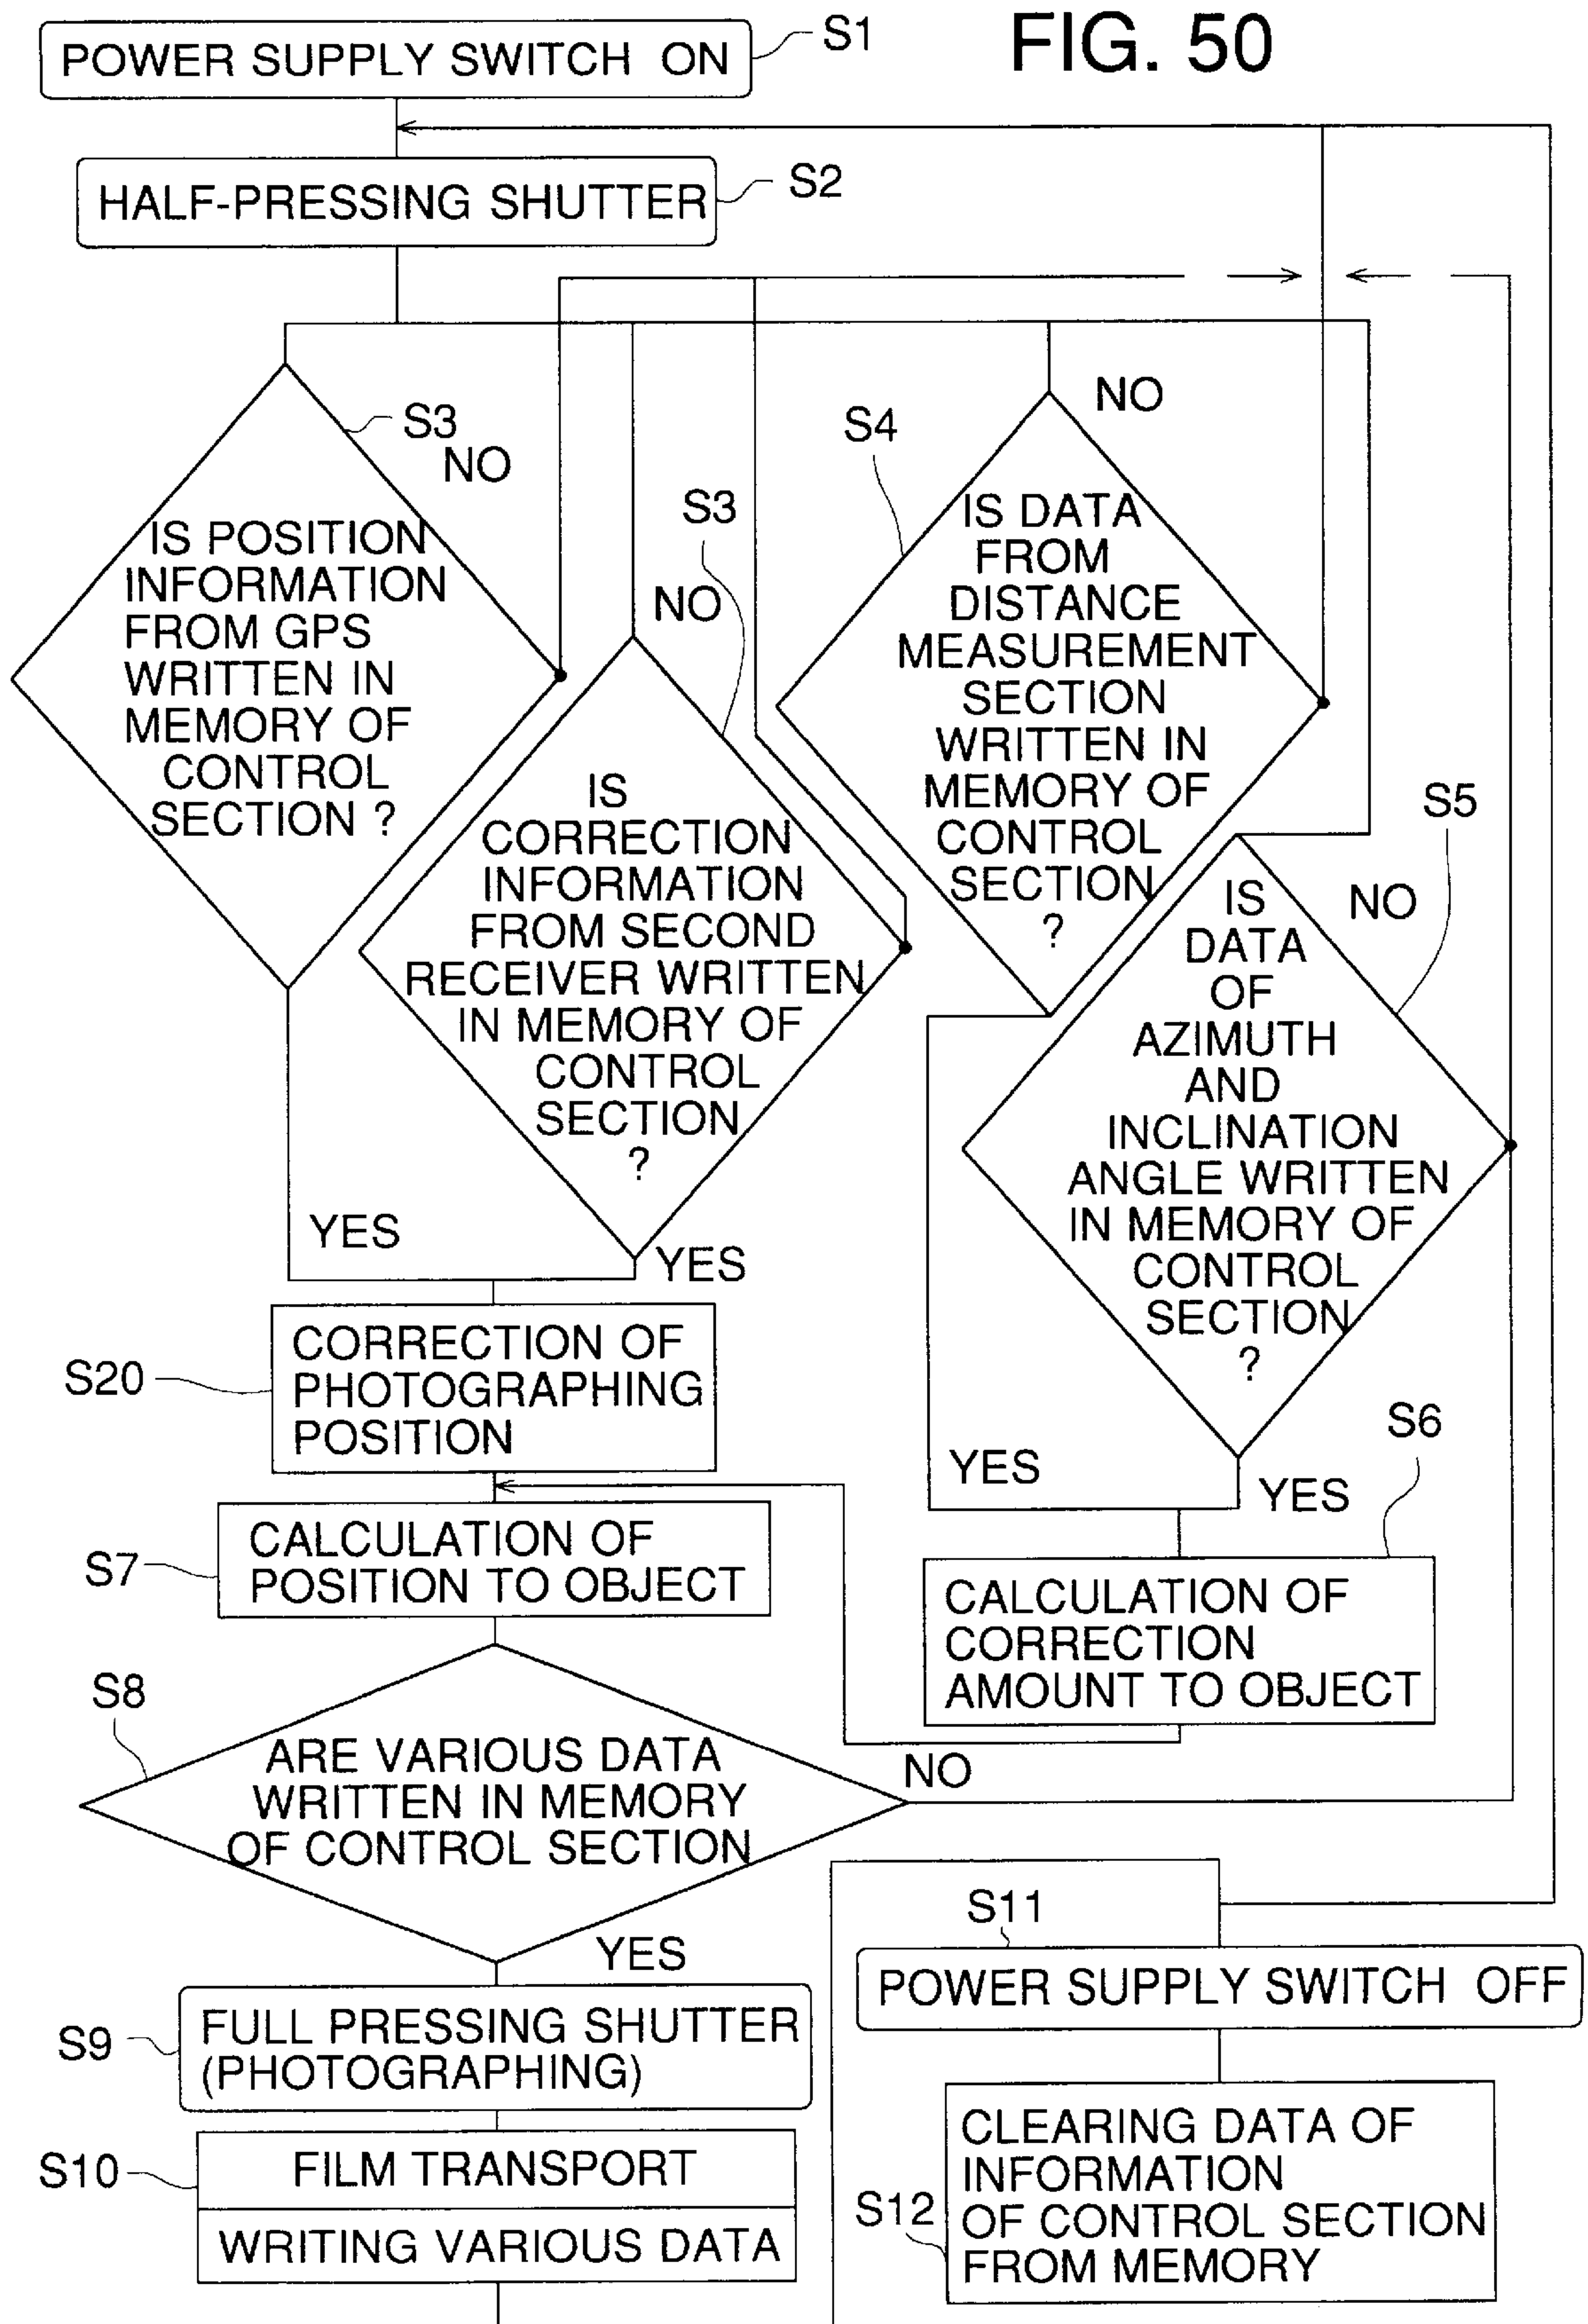 FIG. 50
POWER SUPPLY SWITCH ON
S1
HALF-PRESSING SHUTTER
S2
S3
NO
IS POSITION
INFORMATION
FROM GPS
WRITTEN IN
MEMORY OF
CONTROL
SECTION ?
YES
S3
NO
IS
CORRECTION
INFORMATION
FROM SECOND
RECEIVER WRITTEN
IN MEMORY OF
CONTROL
SECTION
?
YES
S4
NO
IS DATA
FROM
DISTANCE
MEASUREMENT
SECTION
WRITTEN IN
MEMORY OF
CONTROL
SECTION
?
YES
S5
NO
IS
DATA
OF
AZIMUTH
AND
INCLINATION
ANGLE WRITTEN
IN MEMORY OF
CONTROL
SECTION
?
YES
S20
CORRECTION OF
PHOTOGRAPHING
POSITION
S6
CALCULATION OF
CORRECTION
AMOUNT TO OBJECT
S7
CALCULATION OF
POSITION TO OBJECT
S8
ARE VARIOUS DATA
WRITTEN IN MEMORY
OF CONTROL SECTION
NO
YES
S9
FULL PRESSING SHUTTER
(PHOTOGRAPHING)
S10
FILM TRANSPORT
WRITING VARIOUS DATA
S11
POWER SUPPLY SWITCH OFF
S12
CLEARING DATA OF
INFORMATION
OF CONTROL SECTION
FROM MEMORY